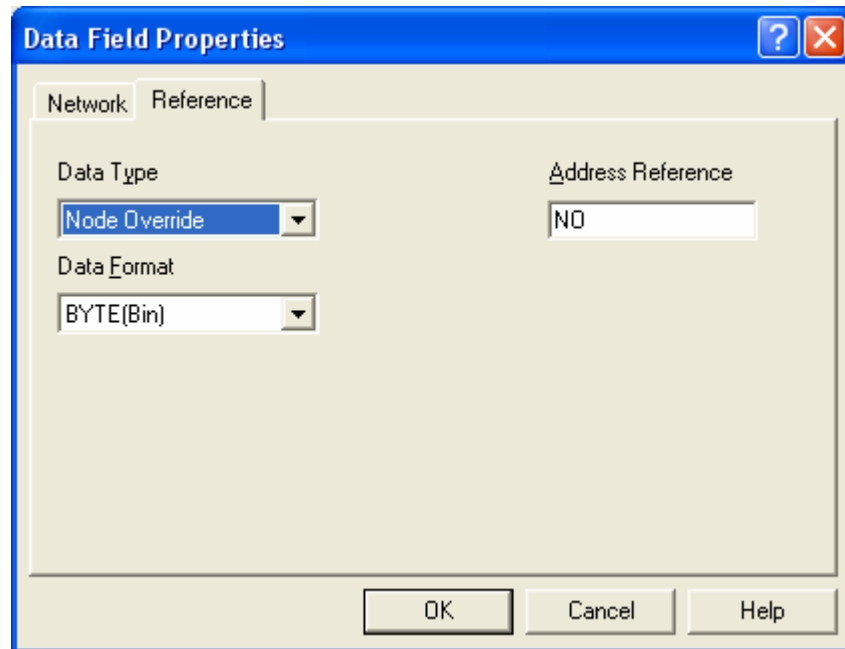 Data Field Properties
?
Network Reference
Data Type
Address Reference
Node Override
NO
Data Format
BYTE(Bin)
OK Cancel Help